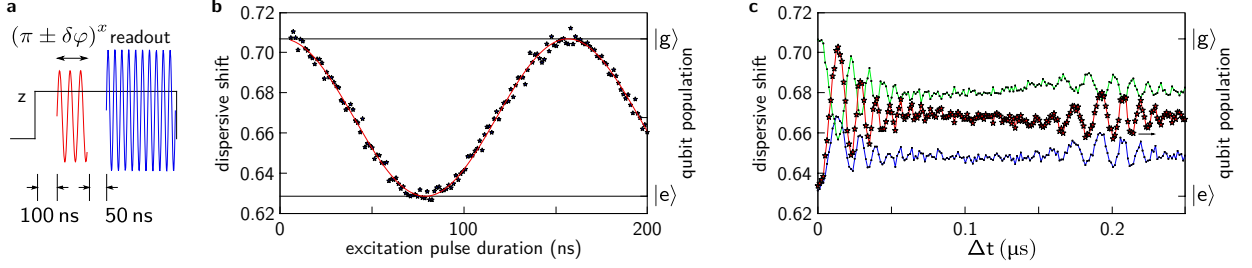 a
(π ± δφ)ˣ readout
z
100 ns 50 ns
b
0.72
0.70
0.68
0.66
0.64
0.62
dispersive shift
0 100 200
excitation pulse duration (ns)
|g⟩
qubit population
|e⟩
c
0.72
0.70
0.68
0.66
0.64
0.62
dispersive shift
0 0.1 0.2
Δt (μs)
|g⟩
qubit population
|e⟩